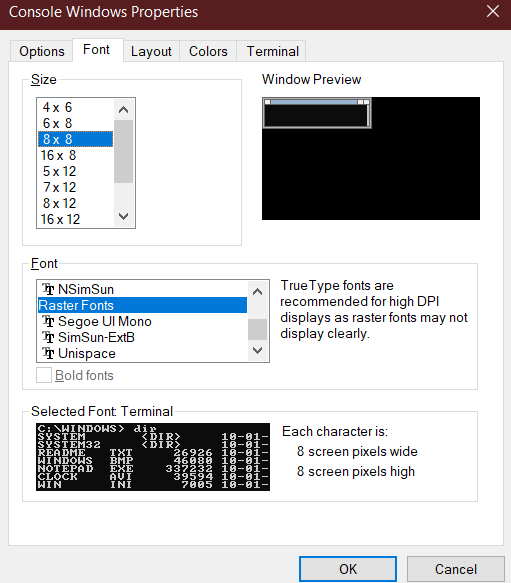 Console Windows Properties
Options Font Layout Colors Terminal
Size
4 x 6
6 x 8
8 x 8
16 x 8
5 x 12
7 x 12
8 x 12
16 x 12
Window Preview
Font
NSimSun
Raster Fonts
Segoe UI Mono
SimSun-ExtB
Unispace
Bold fonts
TrueType fonts are
recommended for high DPI
displays as raster fonts may not
display clearly.
Selected Font: Terminal
C:\WINDOWS> dir
SYSTEM <DIR> 10-01-
SYSTEM32 <DIR> 10-01-
README TXT 26926 10-01-
WINDOWS BMP 46080 10-01-
NOTEPAD EXE 337232 10-01-
CLOCK AVI 39594 10-01-
WIN INI 7005 10-01-
Each character is:
8 screen pixels wide
8 screen pixels high
OK Cancel